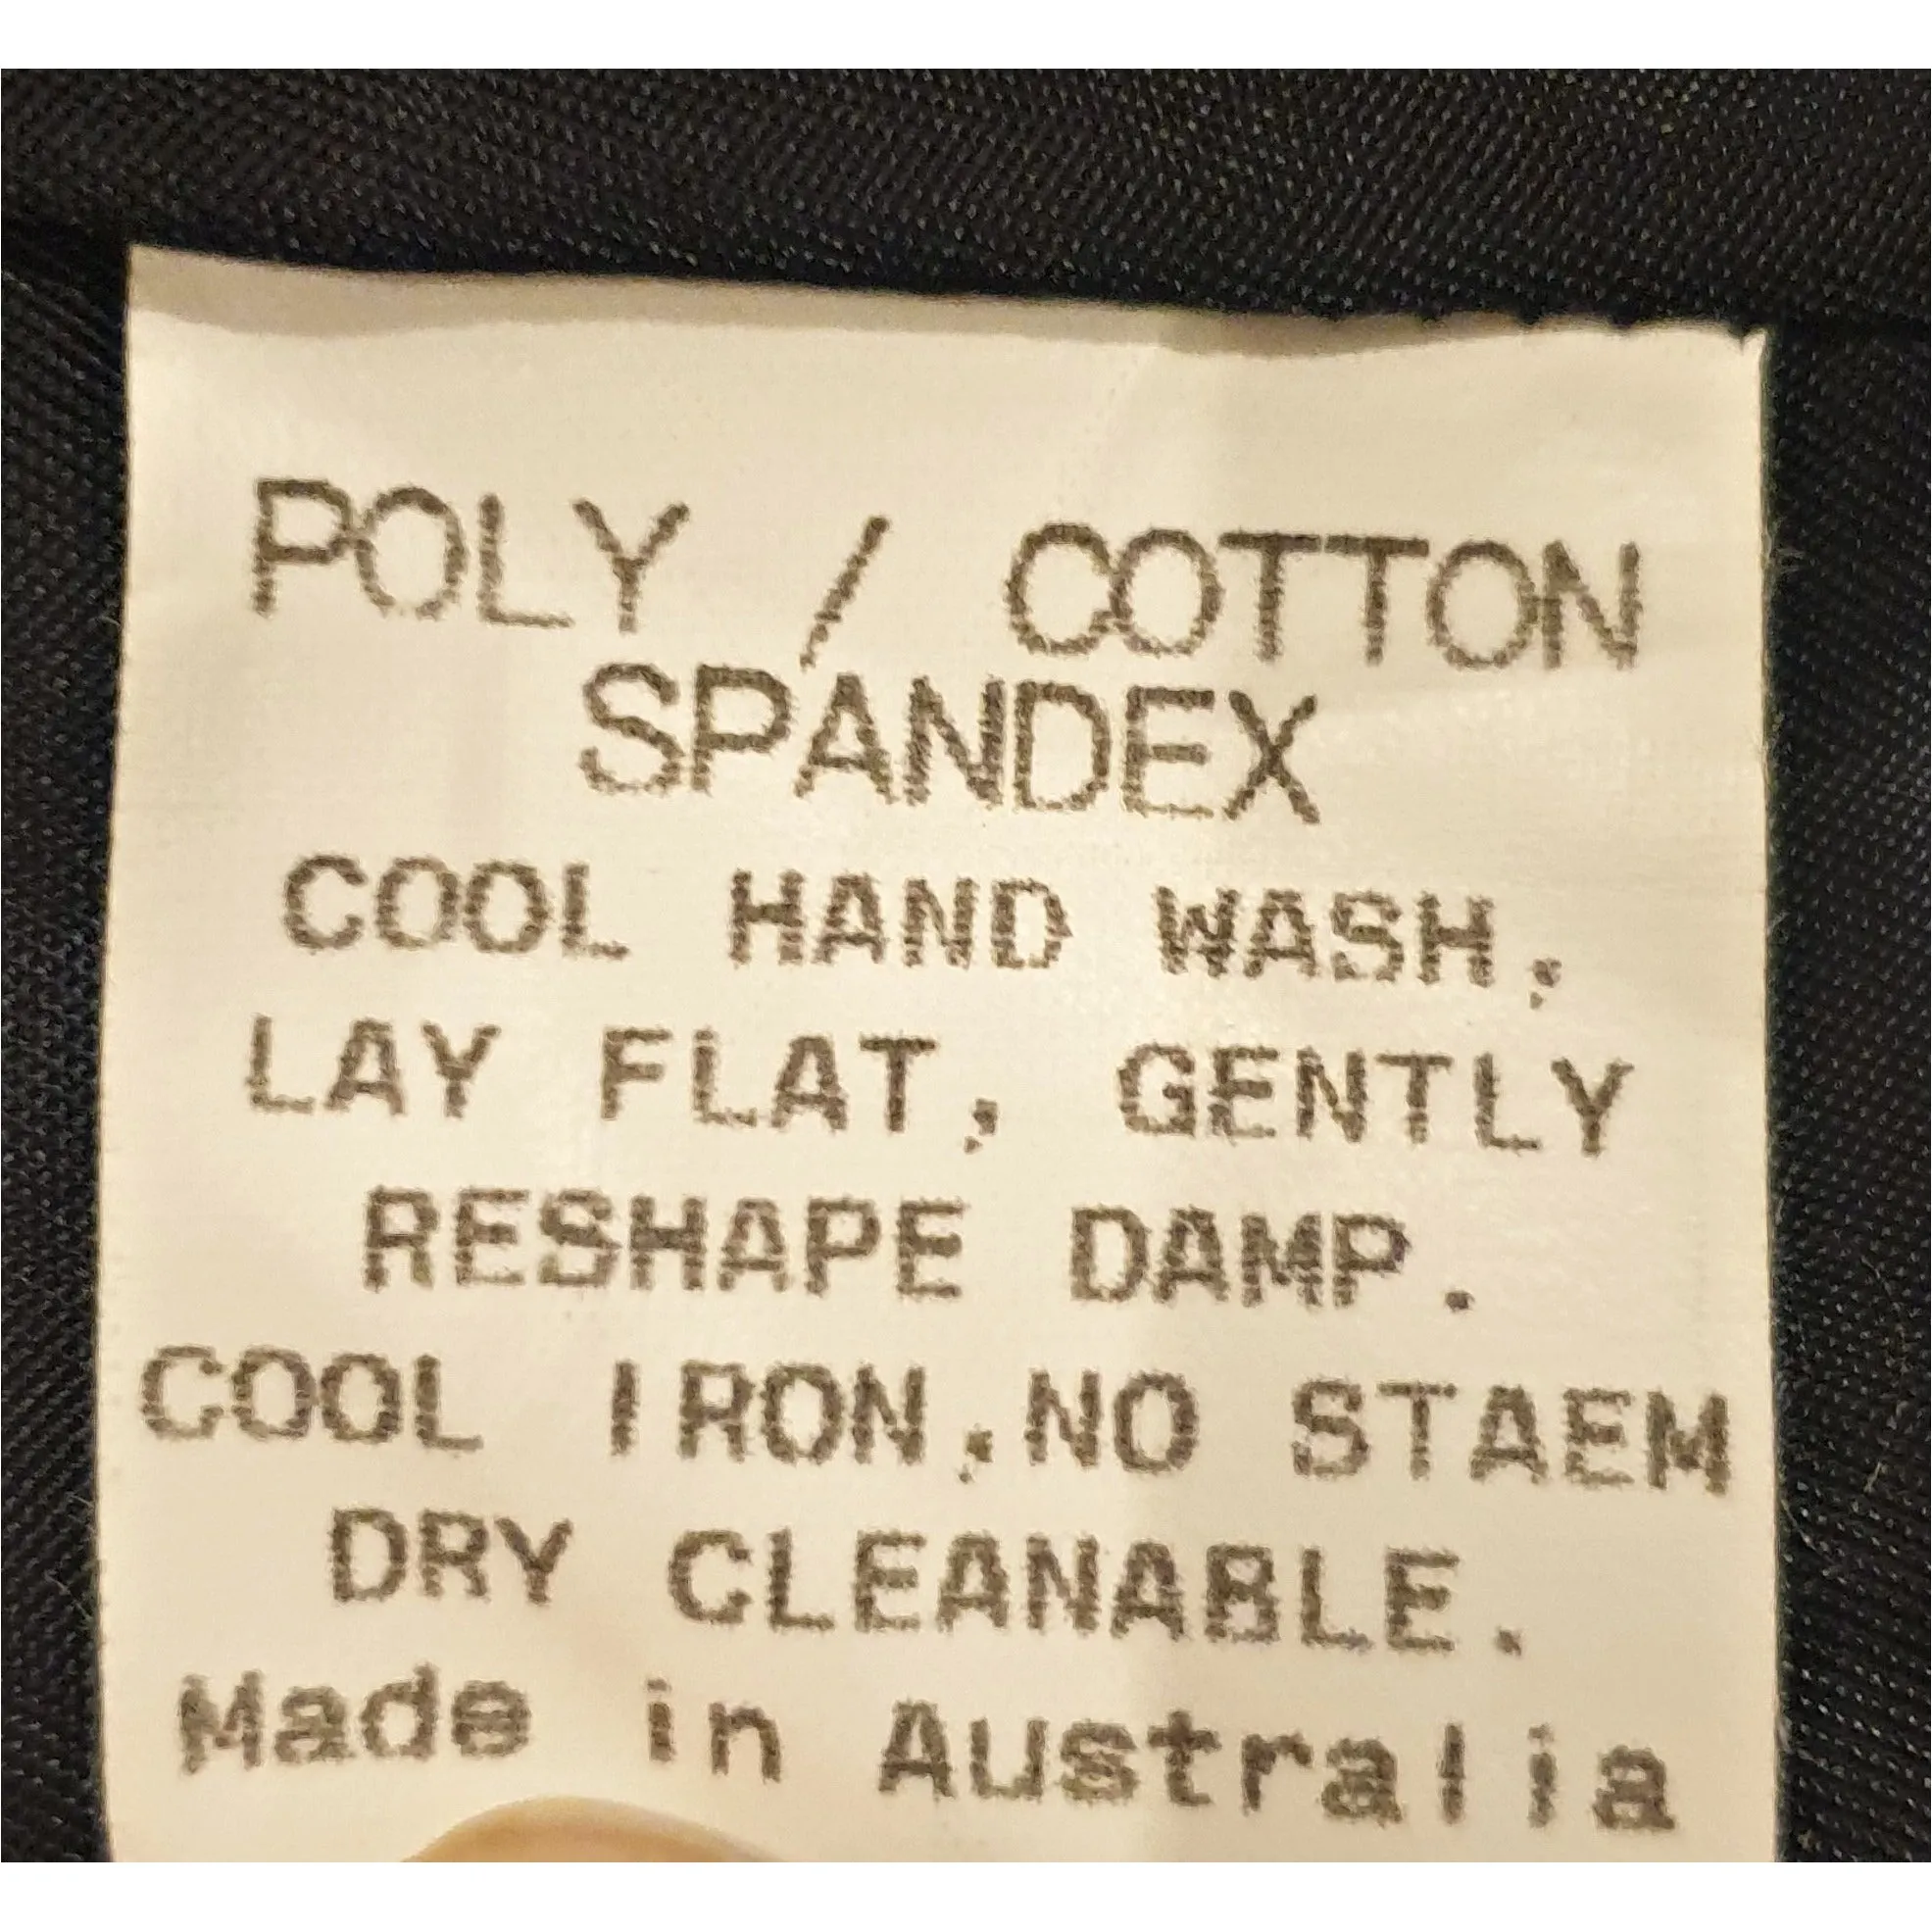 POLY / COTTON
SPANDEX
COOL HAND WASH,
LAY FLAT, GENTLY
RESHAPE DAMP.
COOL IRON,NO STAEM
DRY CLEANABLE.
Made in Australia